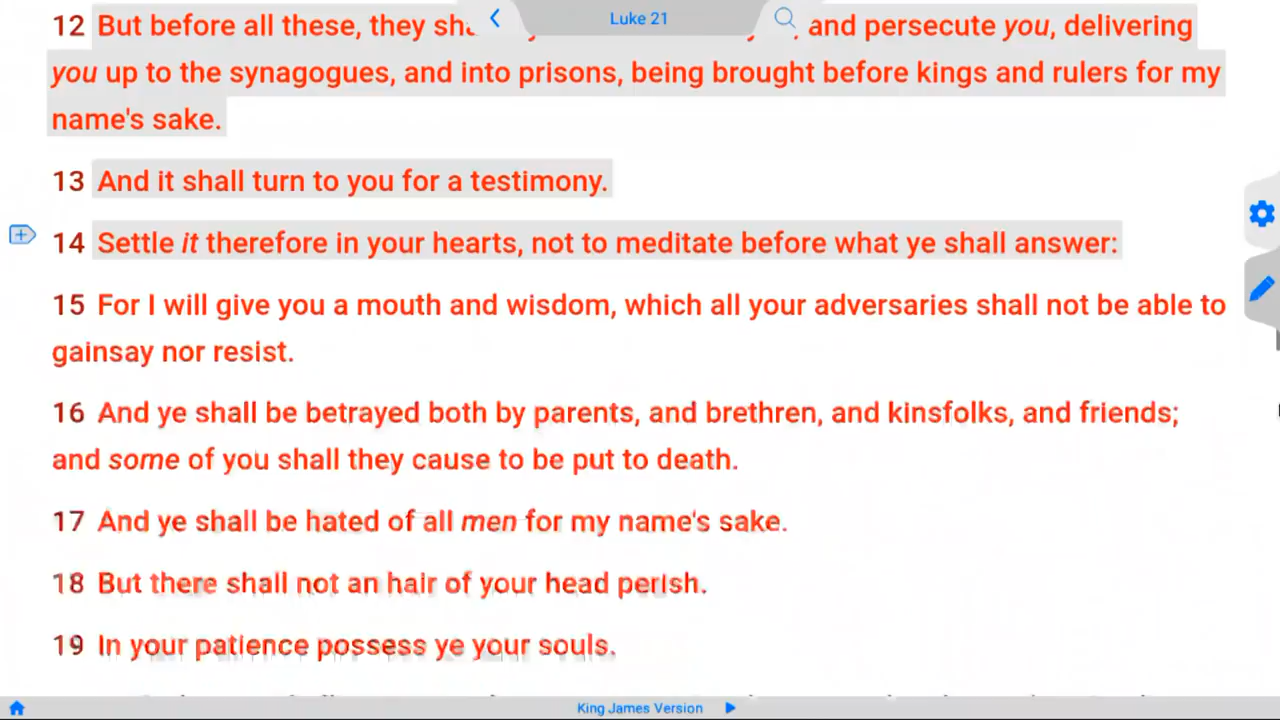 Luke 21
12 But before all these, they and persecute you, delivering
you up to the synagogues, and into prisons, being brought before kings and rulers for my
name's sake.
13 And it shall turn to you for a testimony.
14 Settle it therefore in your hearts, not to meditate before what ye shall answer:
15 For I will give you a mouth and wisdom, which all your adversaries shall not be able to
gainsay nor resist.
16 And ye shall be betrayed both by parents, and brethren, and kinsfolks, and friends;
and some of you shall they cause to be put to death.
17 And ye shall be hated of all men for my name's sake.
18 But there shall not an hair of your head perish.
19 In your patience possess ye your souls.
King James Version